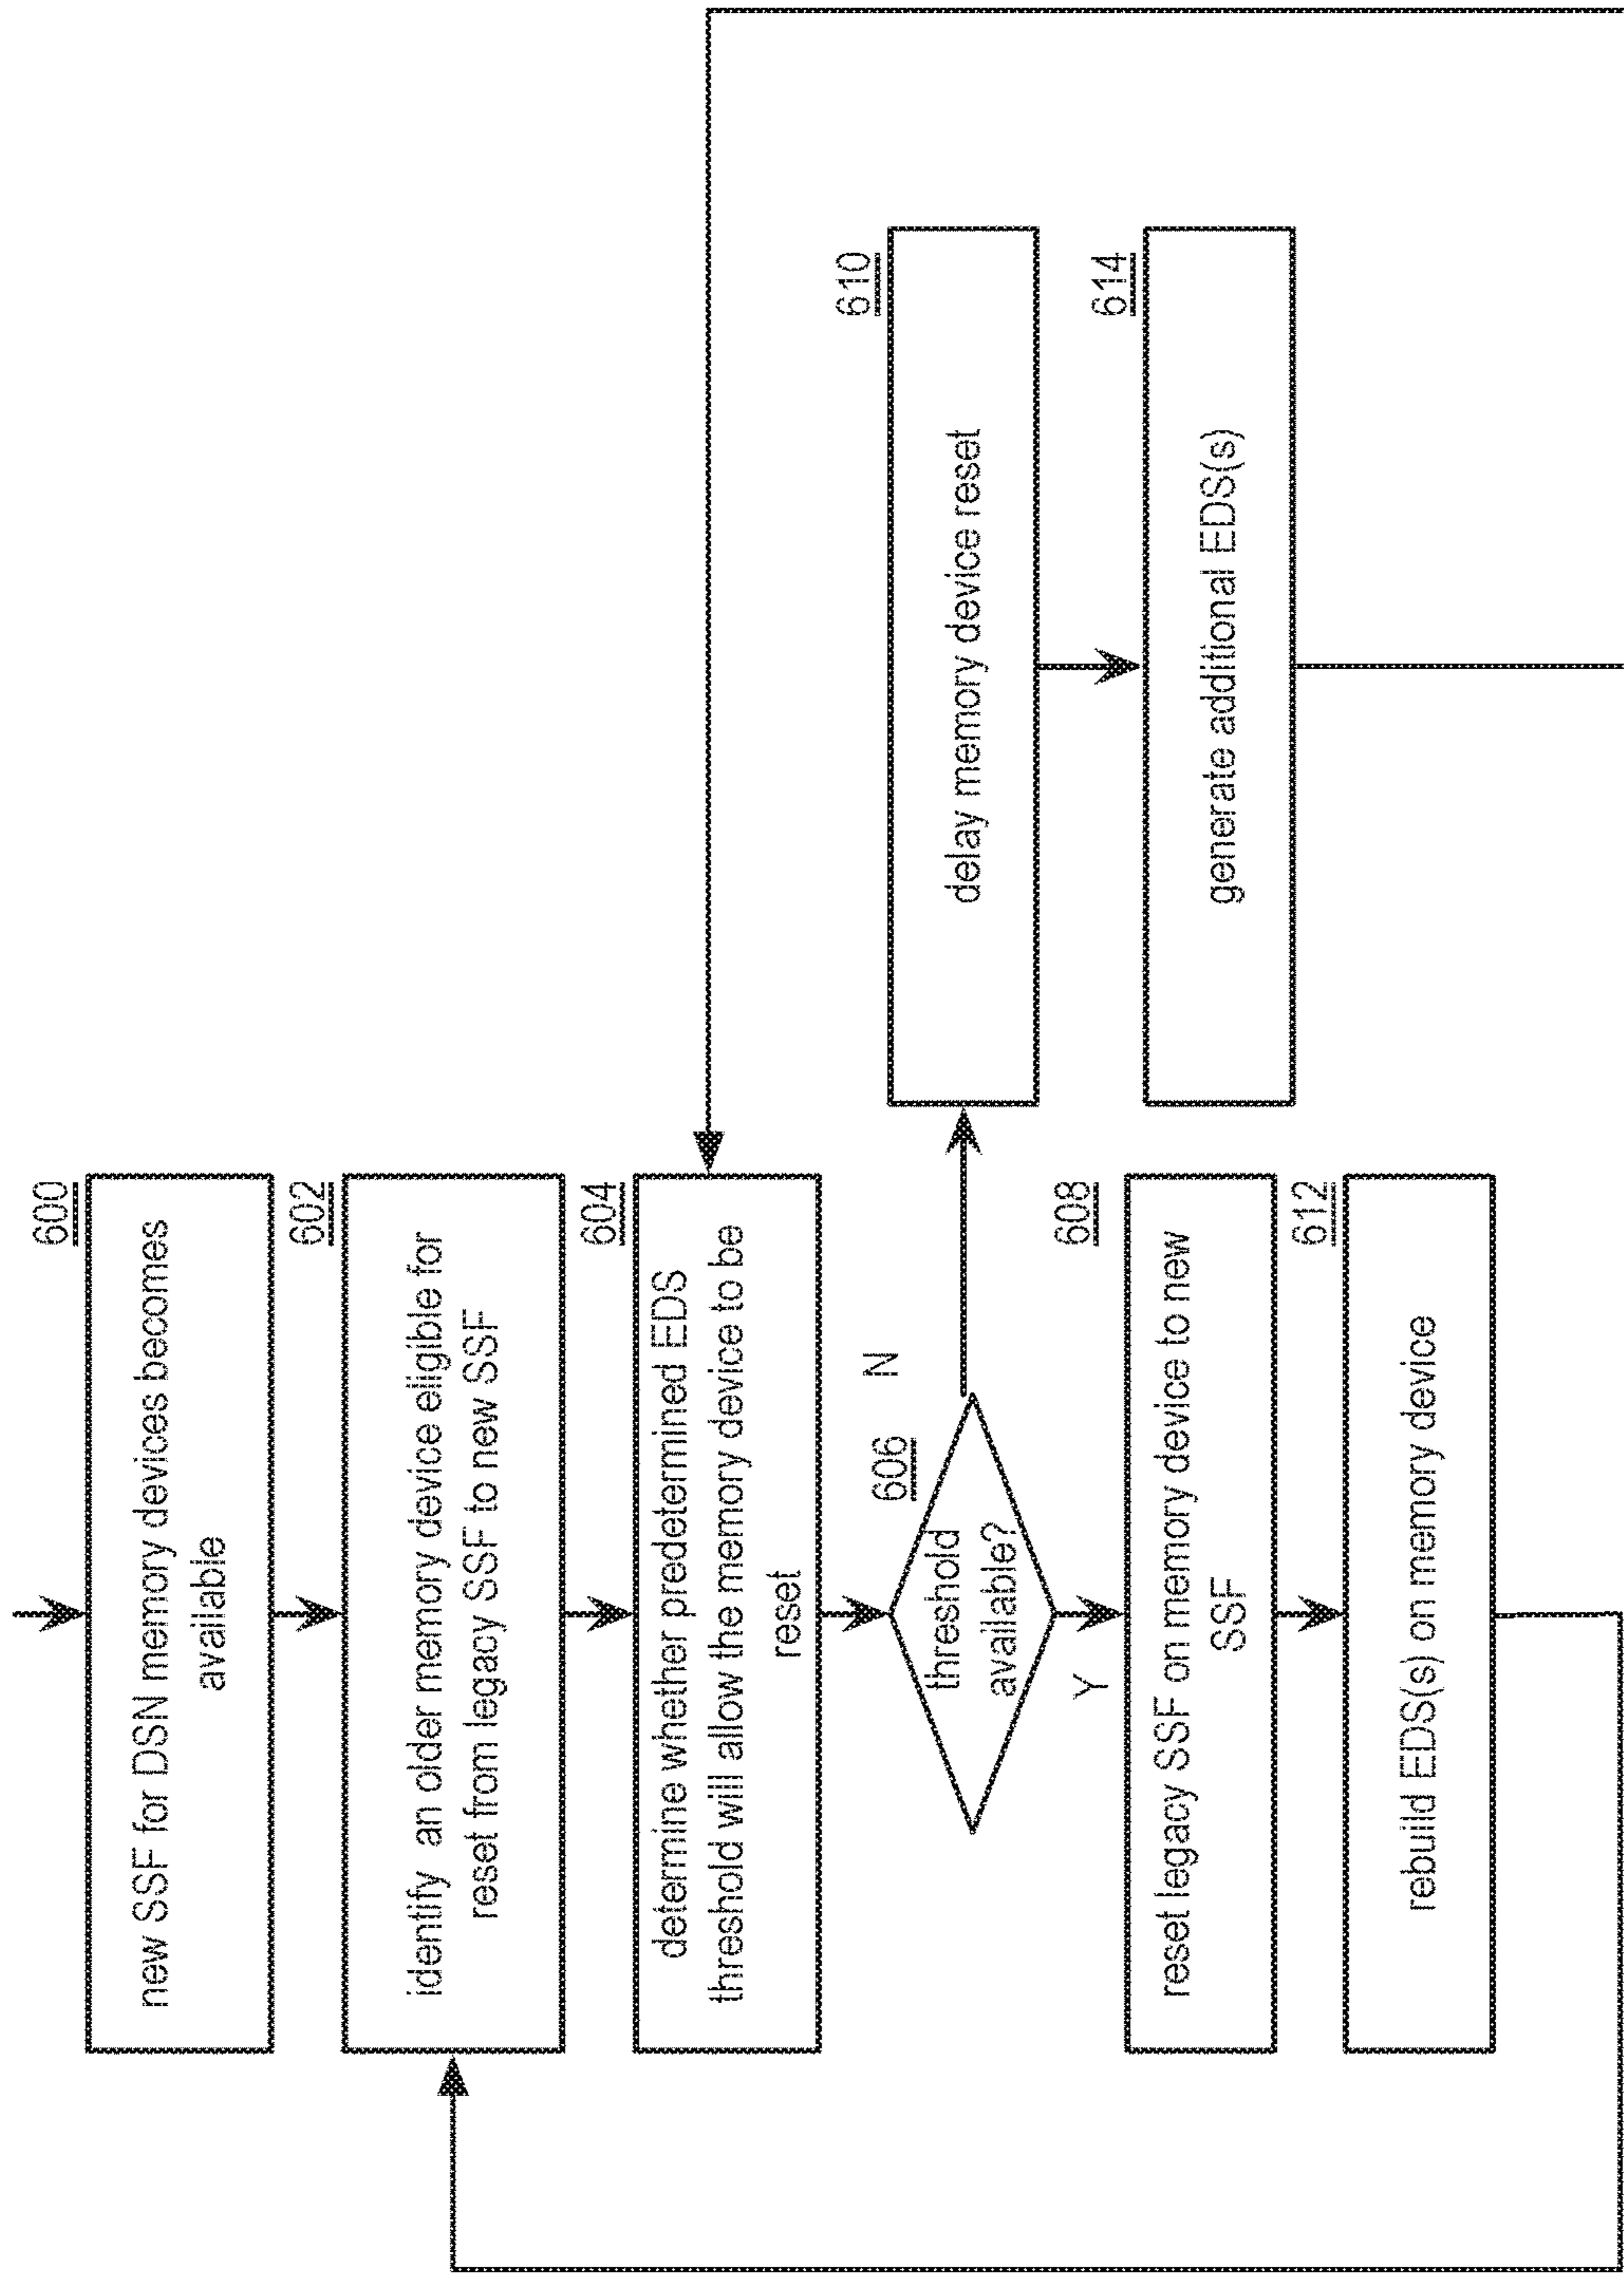 600
new SSF for DSN memory devices becomes
available
602
identify an older memory device eligible for
reset from legacy SSF to new SSF
604
determine whether predetermined EDS
threshold will allow the memory device to be
reset
606
threshold
available?
N
Y
610
delay memory device reset
614
generate additional EDS(s)
608
reset legacy SSF on memory device to new
SSF
612
rebuild EDS(s) on memory device